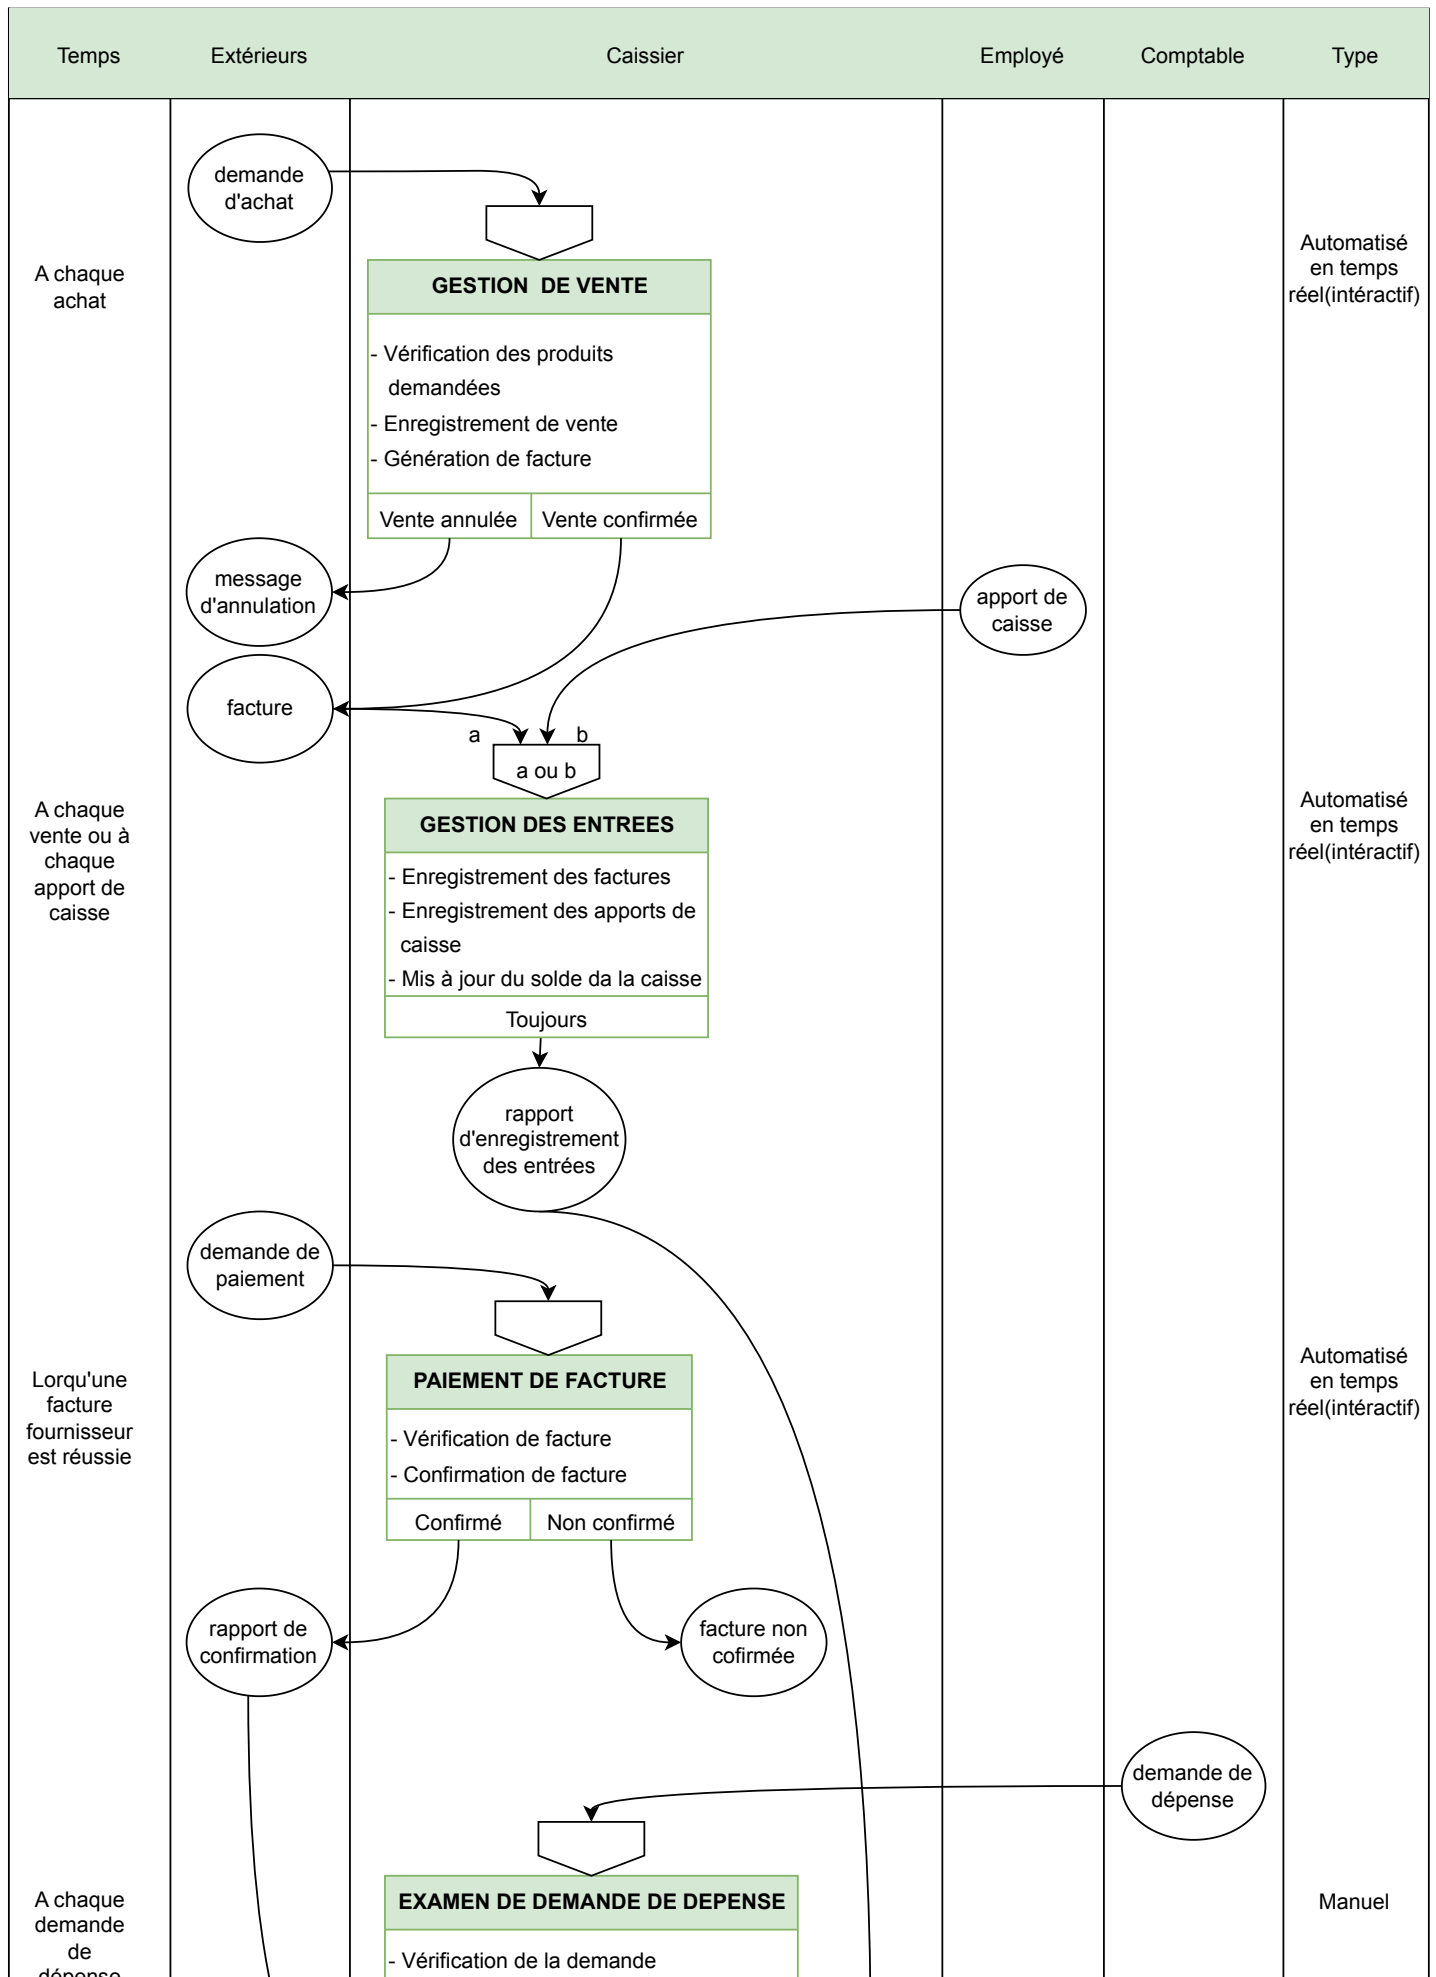 Temps
Extérieurs
Caissier
Employé
Comptable
Type
demande
d'achat
A chaque
achat
GESTION  DE VENTE
- Vérification des produits
demandées
- Enregistrement de vente
- Génération de facture
Vente annulée
Vente confirmée
Automatisé
en temps
réel(intéractif)
message
d'annulation
apport de
caisse
facture
a
b
a ou b
A chaque
vente ou à
chaque
apport de
caisse
GESTION DES ENTREES
- Enregistrement des factures
- Enregistrement des apports de
caisse
- Mis à jour du solde da la caisse
Toujours
Automatisé
en temps
réel(intéractif)
rapport
d'enregistrement
des entrées
demande de
paiement
Lorqu'une
facture
fournisseur
est réussie
PAIEMENT DE FACTURE
- Vérification de facture
- Confirmation de facture
Confirmé
Non confirmé
Automatisé
en temps
réel(intéractif)
rapport de
confirmation
facture non
cofirmée
demande de
dépense
A chaque
demande
de
dépense
EXAMEN DE DEMANDE DE DEPENSE
- Vérification de la demande
Manuel